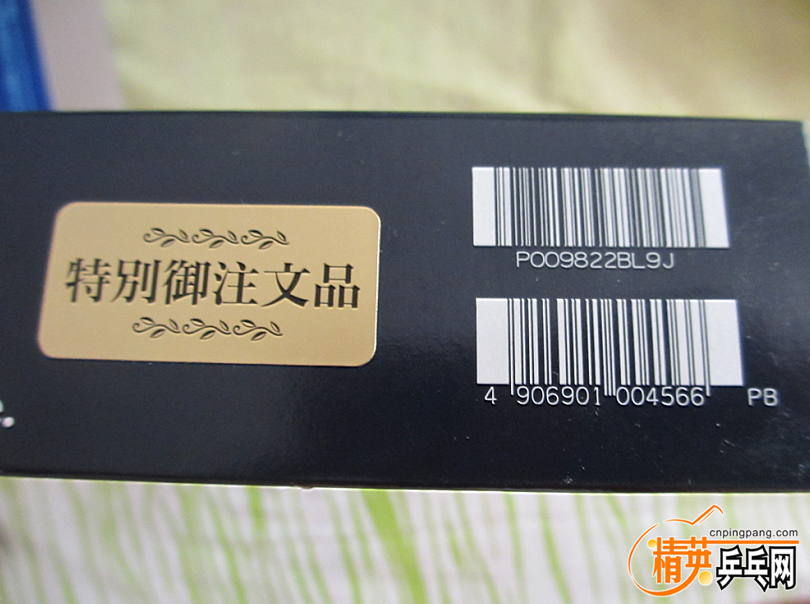 特別御注文品
P009822BL9J
4 906901 004566 PB
e.
cnpingpang.com
精英乒乓网